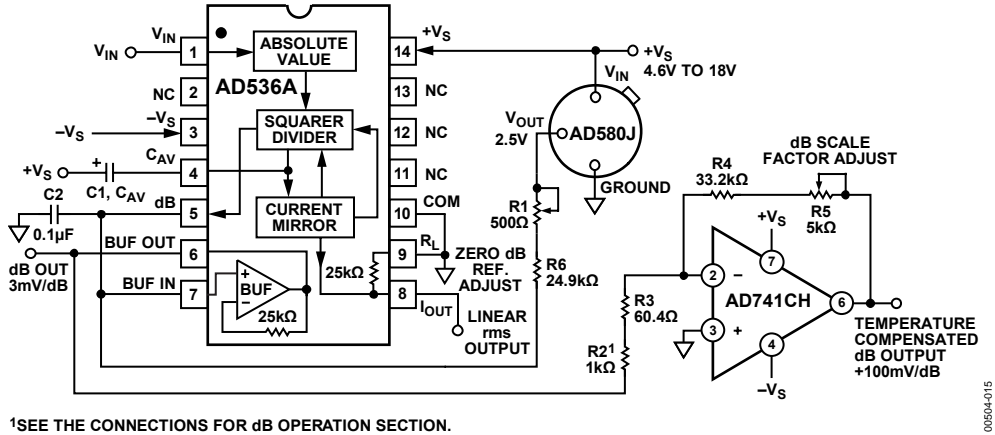 VIN
VIN
1
NC
2
–VS
–VS
3
+VS
+
C1, CAV
CAV
4
C2
0.1µF
dB
5
BUF OUT
6
dB OUT
3mV/dB
BUF IN
7
ABSOLUTE
VALUE
AD536A
SQUARER
DIVIDER
CURRENT
MIRROR
25kΩ
+
BUF
–
25kΩ
+VS
14
13
NC
12
NC
11
NC
COM
10
RL
9
8
IOUT
LINEAR
rms
OUTPUT
ZERO dB
REF.
ADJUST
+VS
4.6V TO 18V
VIN
VOUT
2.5V
AD580J
GROUND
R1
500Ω
R6
24.9kΩ
dB SCALE
FACTOR ADJUST
R4
33.2kΩ
R5
5kΩ
+VS
7
2
–
AD741CH
6
3
+
4
–VS
R3
60.4Ω
R2¹
1kΩ
TEMPERATURE
COMPENSATED
dB OUTPUT
+100mV/dB
¹SEE THE CONNECTIONS FOR dB OPERATION SECTION.
00504-015